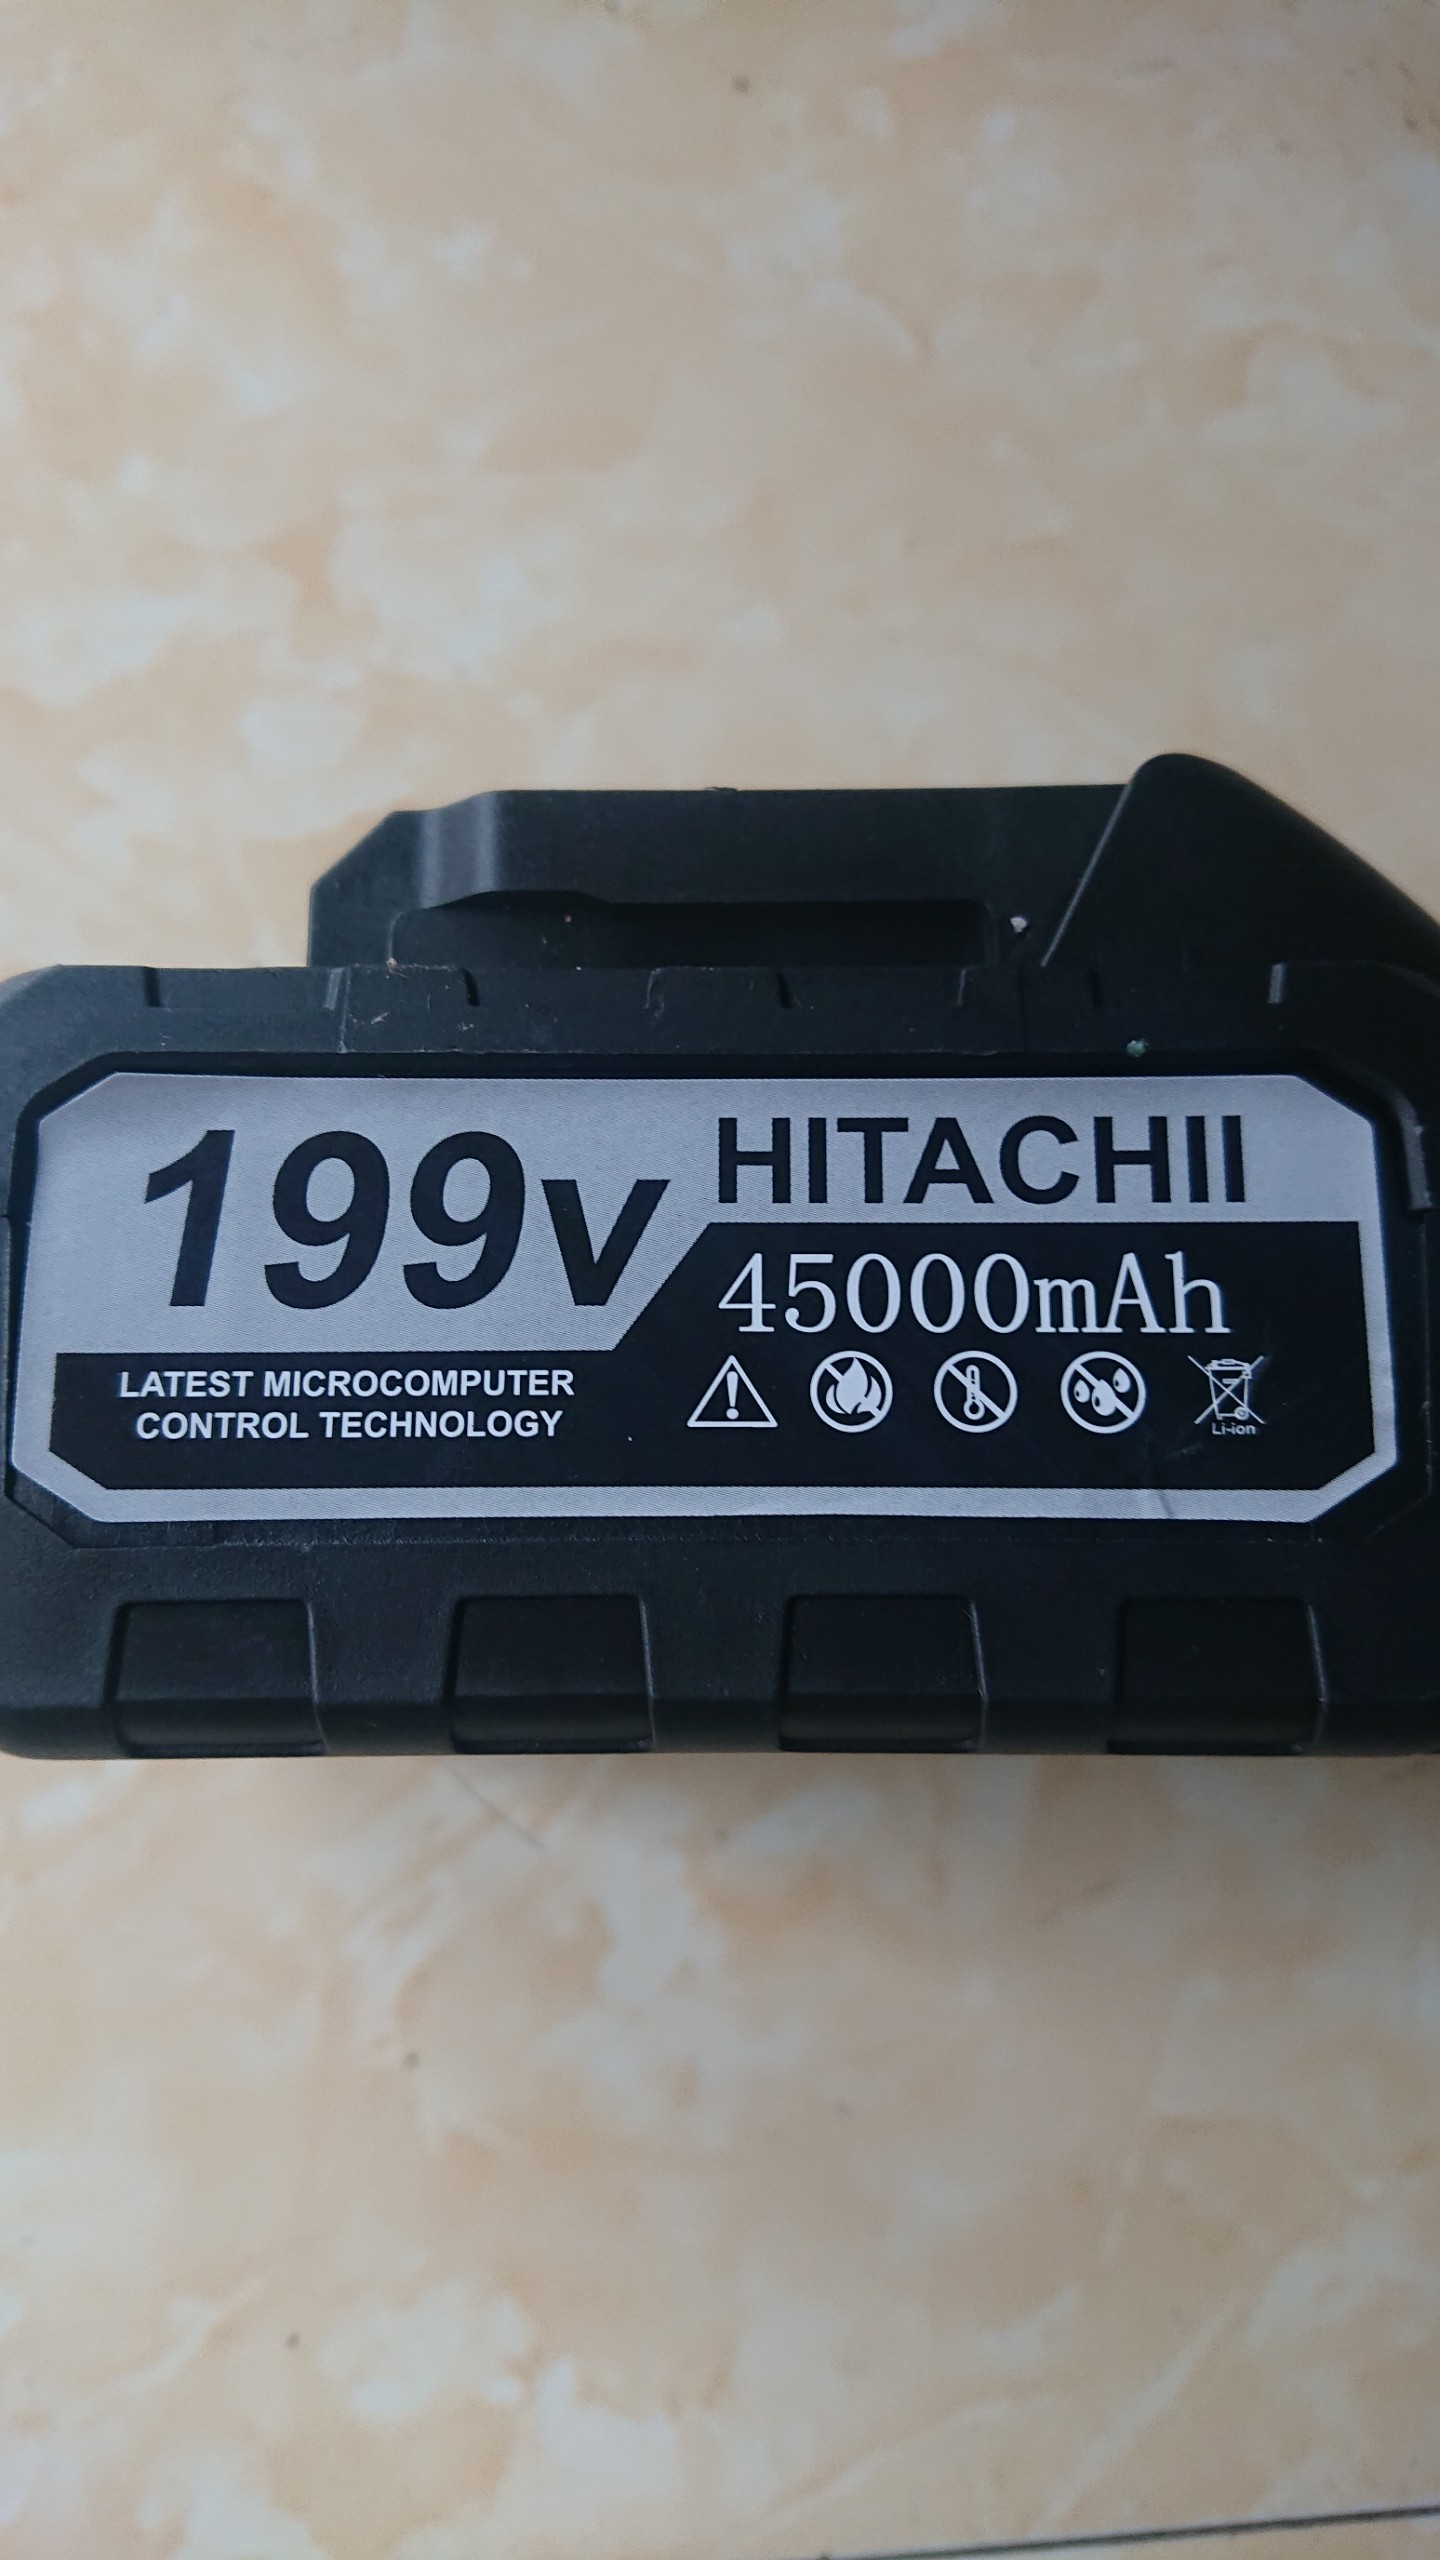 199v
HITACHII
45000mAh
LATEST MICROCOMPUTER
CONTROL TECHNOLOGY
Li-ion